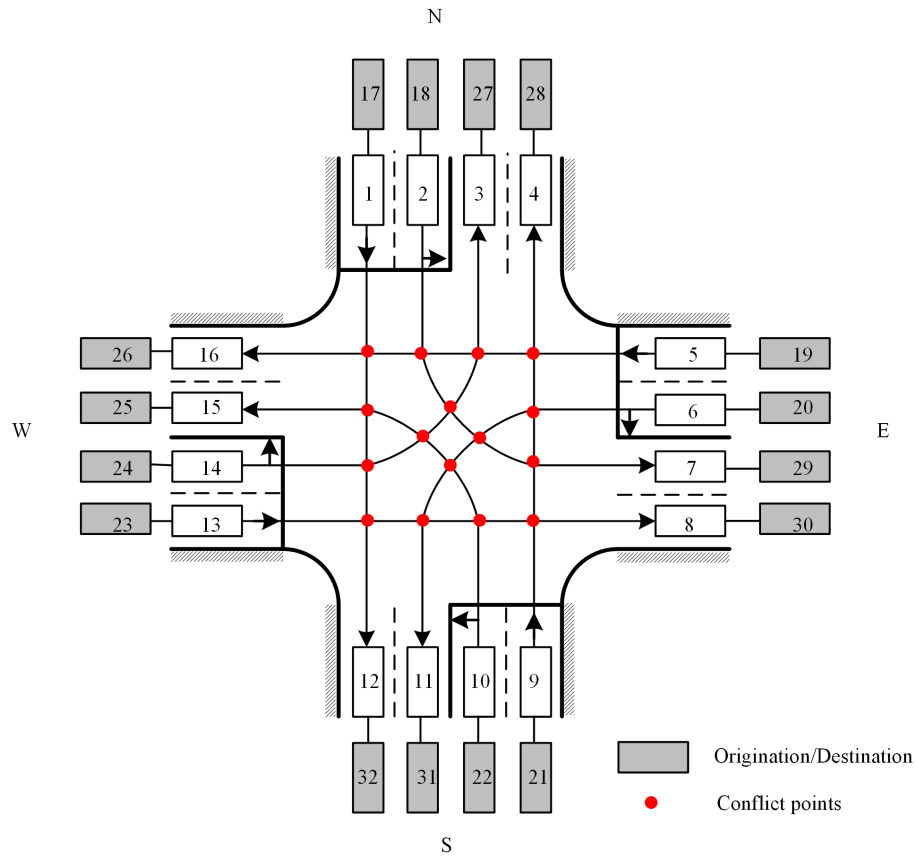 N
17 18 27 28
1 2 3 4
26 16 5 19
25 15 6 20
W E
24 14 7 29
23 13 8 30
12 11 10 9
32 31 22 21
Origination/Destination
Conflict points
S